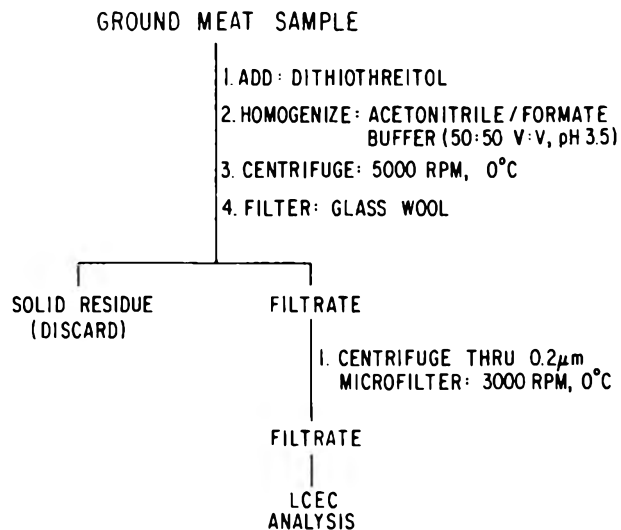 GROUND MEAT SAMPLE
1. ADD: DITHIOTHREITOL
2. HOMOGENIZE: ACETONITRILE/FORMATE
BUFFER (50:50 V:V, pH 3.5)
3. CENTRIFUGE: 5000 RPM, 0°C
4. FILTER: GLASS WOOL
SOLID RESIDUE
(DISCARD)
FILTRATE
1. CENTRIFUGE THRU 0.2µm
MICROFILTER: 3000 RPM, 0°C
FILTRATE
LCEC
ANALYSIS